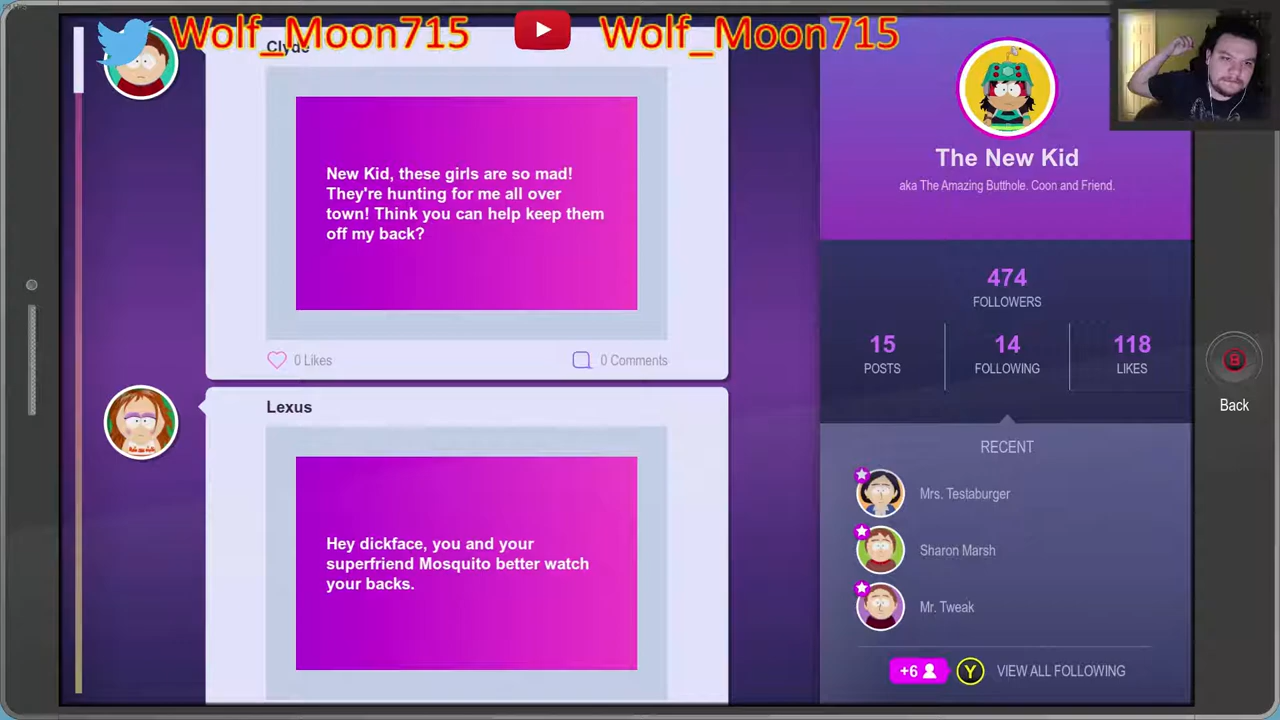 Wolf_Moon715
Wolf_Moon715
Clyde
New Kid, these girls are so mad!
They're hunting for me all over
town! Think you can help keep them
off my back?
0 Likes
0 Comments
Lexus
Hey dickface, you and your
superfriend Mosquito better watch
your backs.
The New Kid
aka The Amazing Butthole. Coon and Friend.
474
FOLLOWERS
15
POSTS
14
FOLLOWING
118
LIKES
RECENT
Mrs. Testaburger
Sharon Marsh
Mr. Tweak
+6
Y
VIEW ALL FOLLOWING
B
Back